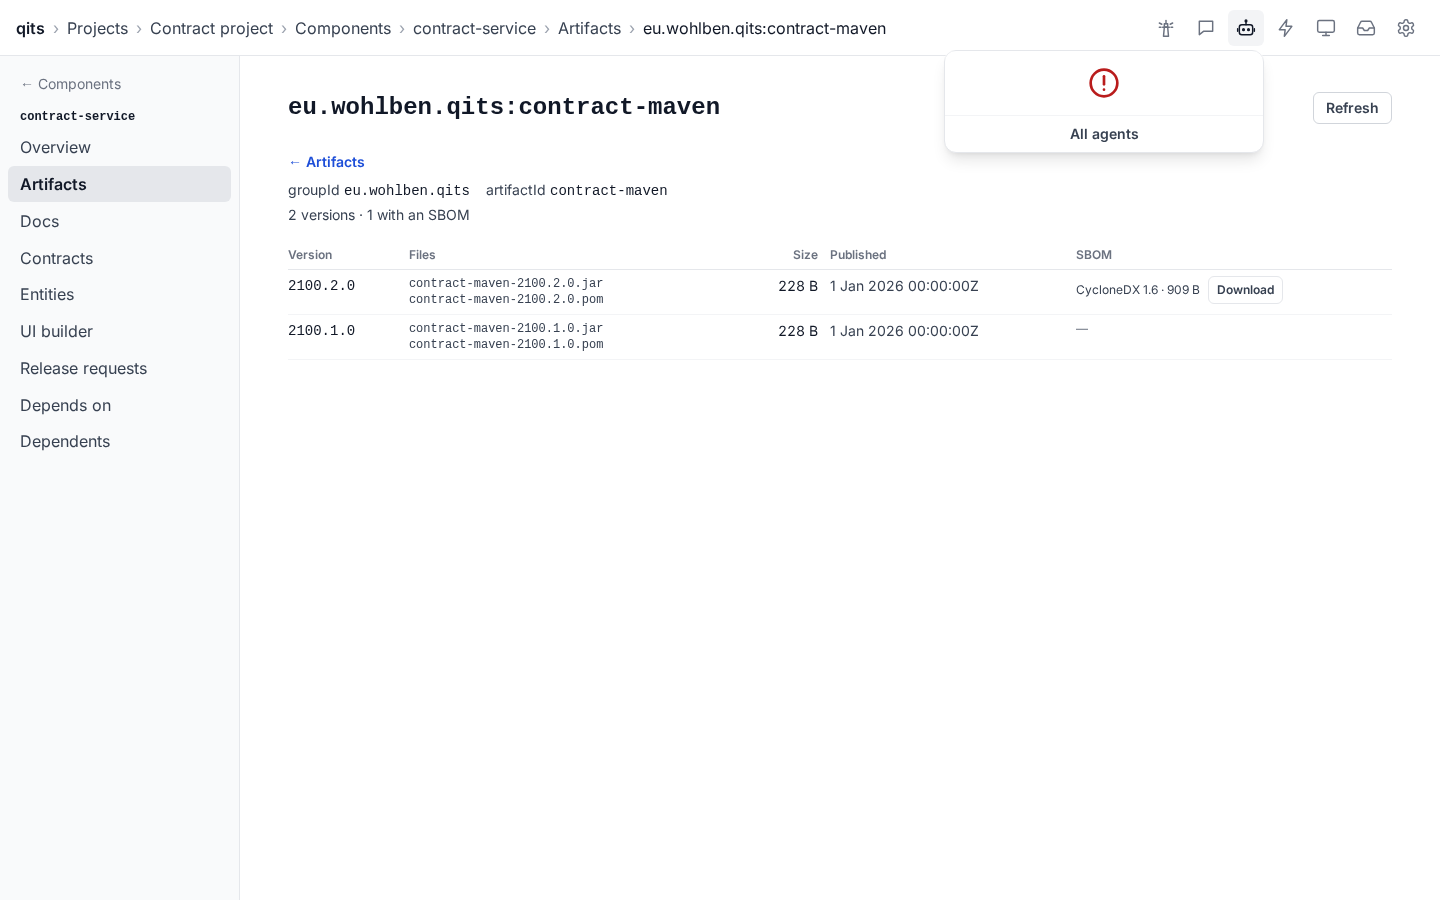 qits › Projects › Contract project › Components › contract-service › Artifacts › eu.wohlben.qits:contract-maven
← Components
contract-service
Overview
Artifacts
Docs
Contracts
Entities
UI builder
Release requests
Depends on
Dependents
All agents
eu.wohlben.qits:contract-maven
Refresh
← Artifacts
groupId eu.wohlben.qits artifactId contract-maven
2 versions · 1 with an SBOM
Version Files Size Published SBOM
2100.2.0 contract-maven-2100.2.0.jar 228 B 1 Jan 2026 00:00:00Z CycloneDX 1.6 · 909 B Download
contract-maven-2100.2.0.pom
2100.1.0 contract-maven-2100.1.0.jar 228 B 1 Jan 2026 00:00:00Z —
contract-maven-2100.1.0.pom